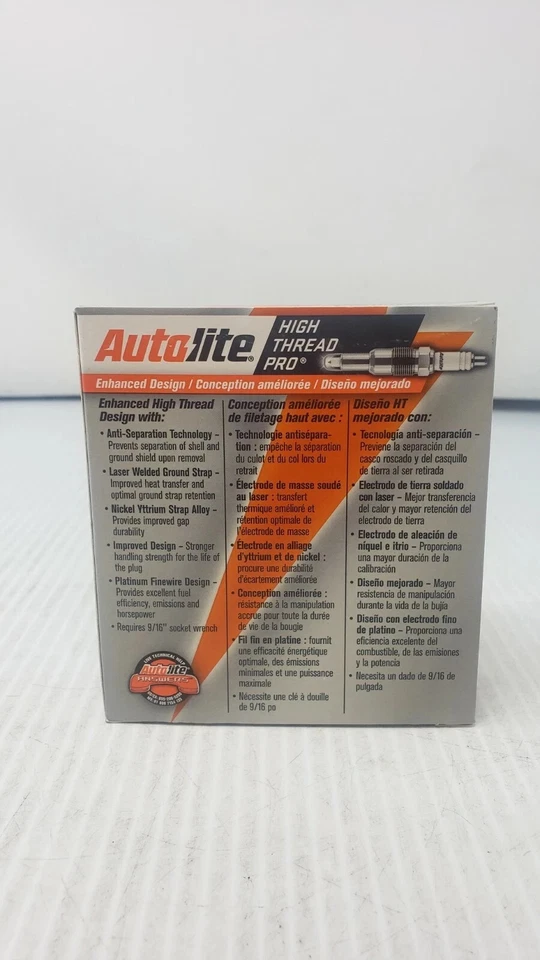 Autolite®
HIGH
THREAD
PRO®
Enhanced Design / Conception améliorée / Diseño mejorado
Enhanced High Thread
Design with:
• Anti-Separation Technology –
Prevents separation of shell and
ground shield upon removal
• Laser Welded Ground Strap –
Improved heat transfer and
optimal ground strap retention
• Nickel Yttrium Strap Alloy –
Provides improved gap
durability
• Improved Design – Stronger
handling strength for the life of
the plug
• Platinum Finewire Design –
Provides excellent fuel
efficiency, emissions and
horsepower
• Requires 9/16" socket wrench
LIVE TECHNICAL HELP
Autolite
ANSWERS
Conception améliorée
de filetage haut avec :
• Technologie antisépara-
tion : empêche la séparation
du culot et du col lors du
retrait
• Électrode de masse soudé
au laser : transfert
thermique amélioré et
rétention optimale de
l'électrode de masse
• Électrode en alliage
d'yttrium et de nickel :
procure une durabilité
d'écartement améliorée
• Conception améliorée :
résistance à la manipulation
accrue pour toute la durée
de vie de la bougie
• Fil fin en platine : fournit
une efficacité énergétique
optimale, des émissions
minimales et une puissance
maximale
• Nécessite une clé à douille
de 9/16 po
Diseño HT
mejorado con:
• Tecnología anti-separación –
Previene la separación del
casco roscado y del casquillo
de tierra al ser retirada
• Electrodo de tierra soldado
con laser – Mejor transferencia
del calor y mayor retención del
electrodo de tierra
• Electrodo de aleación de
níquel e itrio – Proporciona
una mayor duración de la
calibración
• Diseño mejorado – Mayor
resistencia de manipulación
durante la vida de la bujía
• Diseño con electrodo fino
de platino – Proporciona una
eficiencia excelente del
combustible, de las emisiones
y la potencia
• Necesita un dado de 9/16 de
pulgada